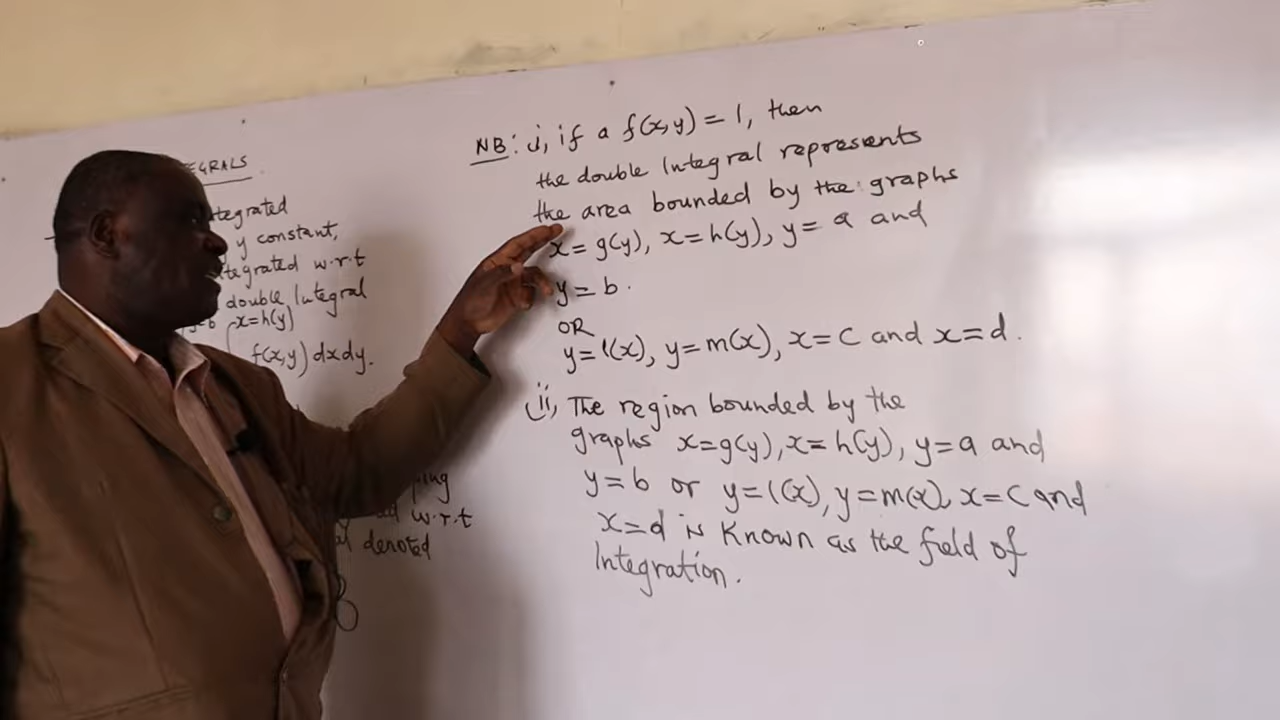 EGRALS
tegrated
y constant,
tegrated w.r.t
double Integral
y=b x=h(y)
f(x,y) dxdy.
ping
w.r.t
denoted
NB: i, if a f(x,y) = 1, then
the double Integral represents
the area bounded by the graphs
x= g(y), x= h(y), y= a and
y= b.
OR
y= l(x), y= m(x), x= c and x= d.
ii, The region bounded by the
graphs x=g(y), x= h(y), y=a and
y=b or y=l(x), y=m(x), x=c and
x=d is Known as the field of
Integration.